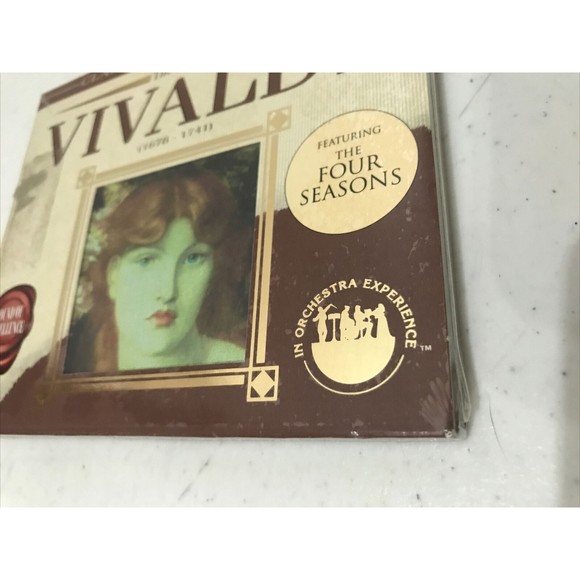 VIVALD
(1678 - 1741)
FEATURING
THE
FOUR
SEASONS
IN ORCHESTRA EXPERIENCE
TM